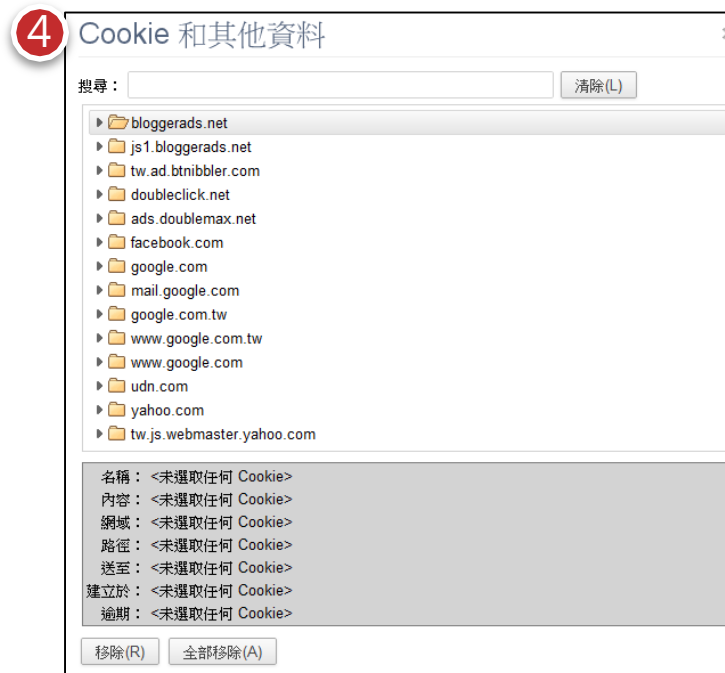 4
Cookie 和其他資料
搜尋： 清除(L)
bloggerads.net
js1.bloggerads.net
tw.ad.btnibbler.com
doubleclick.net
ads.doublemax.net
facebook.com
google.com
mail.google.com
google.com.tw
www.google.com.tw
www.google.com
udn.com
yahoo.com
tw.js.webmaster.yahoo.com
名稱： <未選取任何 Cookie>
內容： <未選取任何 Cookie>
網域： <未選取任何 Cookie>
路徑： <未選取任何 Cookie>
送至： <未選取任何 Cookie>
建立於： <未選取任何 Cookie>
逾期： <未選取任何 Cookie>
移除(R) 全部移除(A)